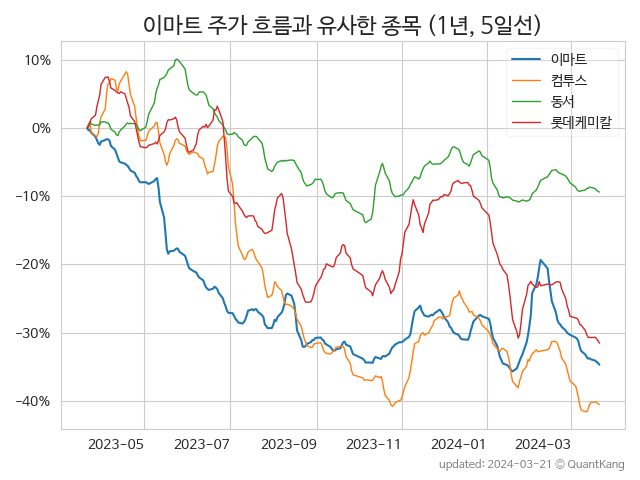 이마트 주가 흐름과 유사한 종목 (1년, 5일선)
이마트
컴투스
동서
롯데케미칼
10%
0%
−10%
−20%
−30%
−40%
2023-05 2023-07 2023-09 2023-11 2024-01 2024-03
updated: 2024-03-21 © QuantKang